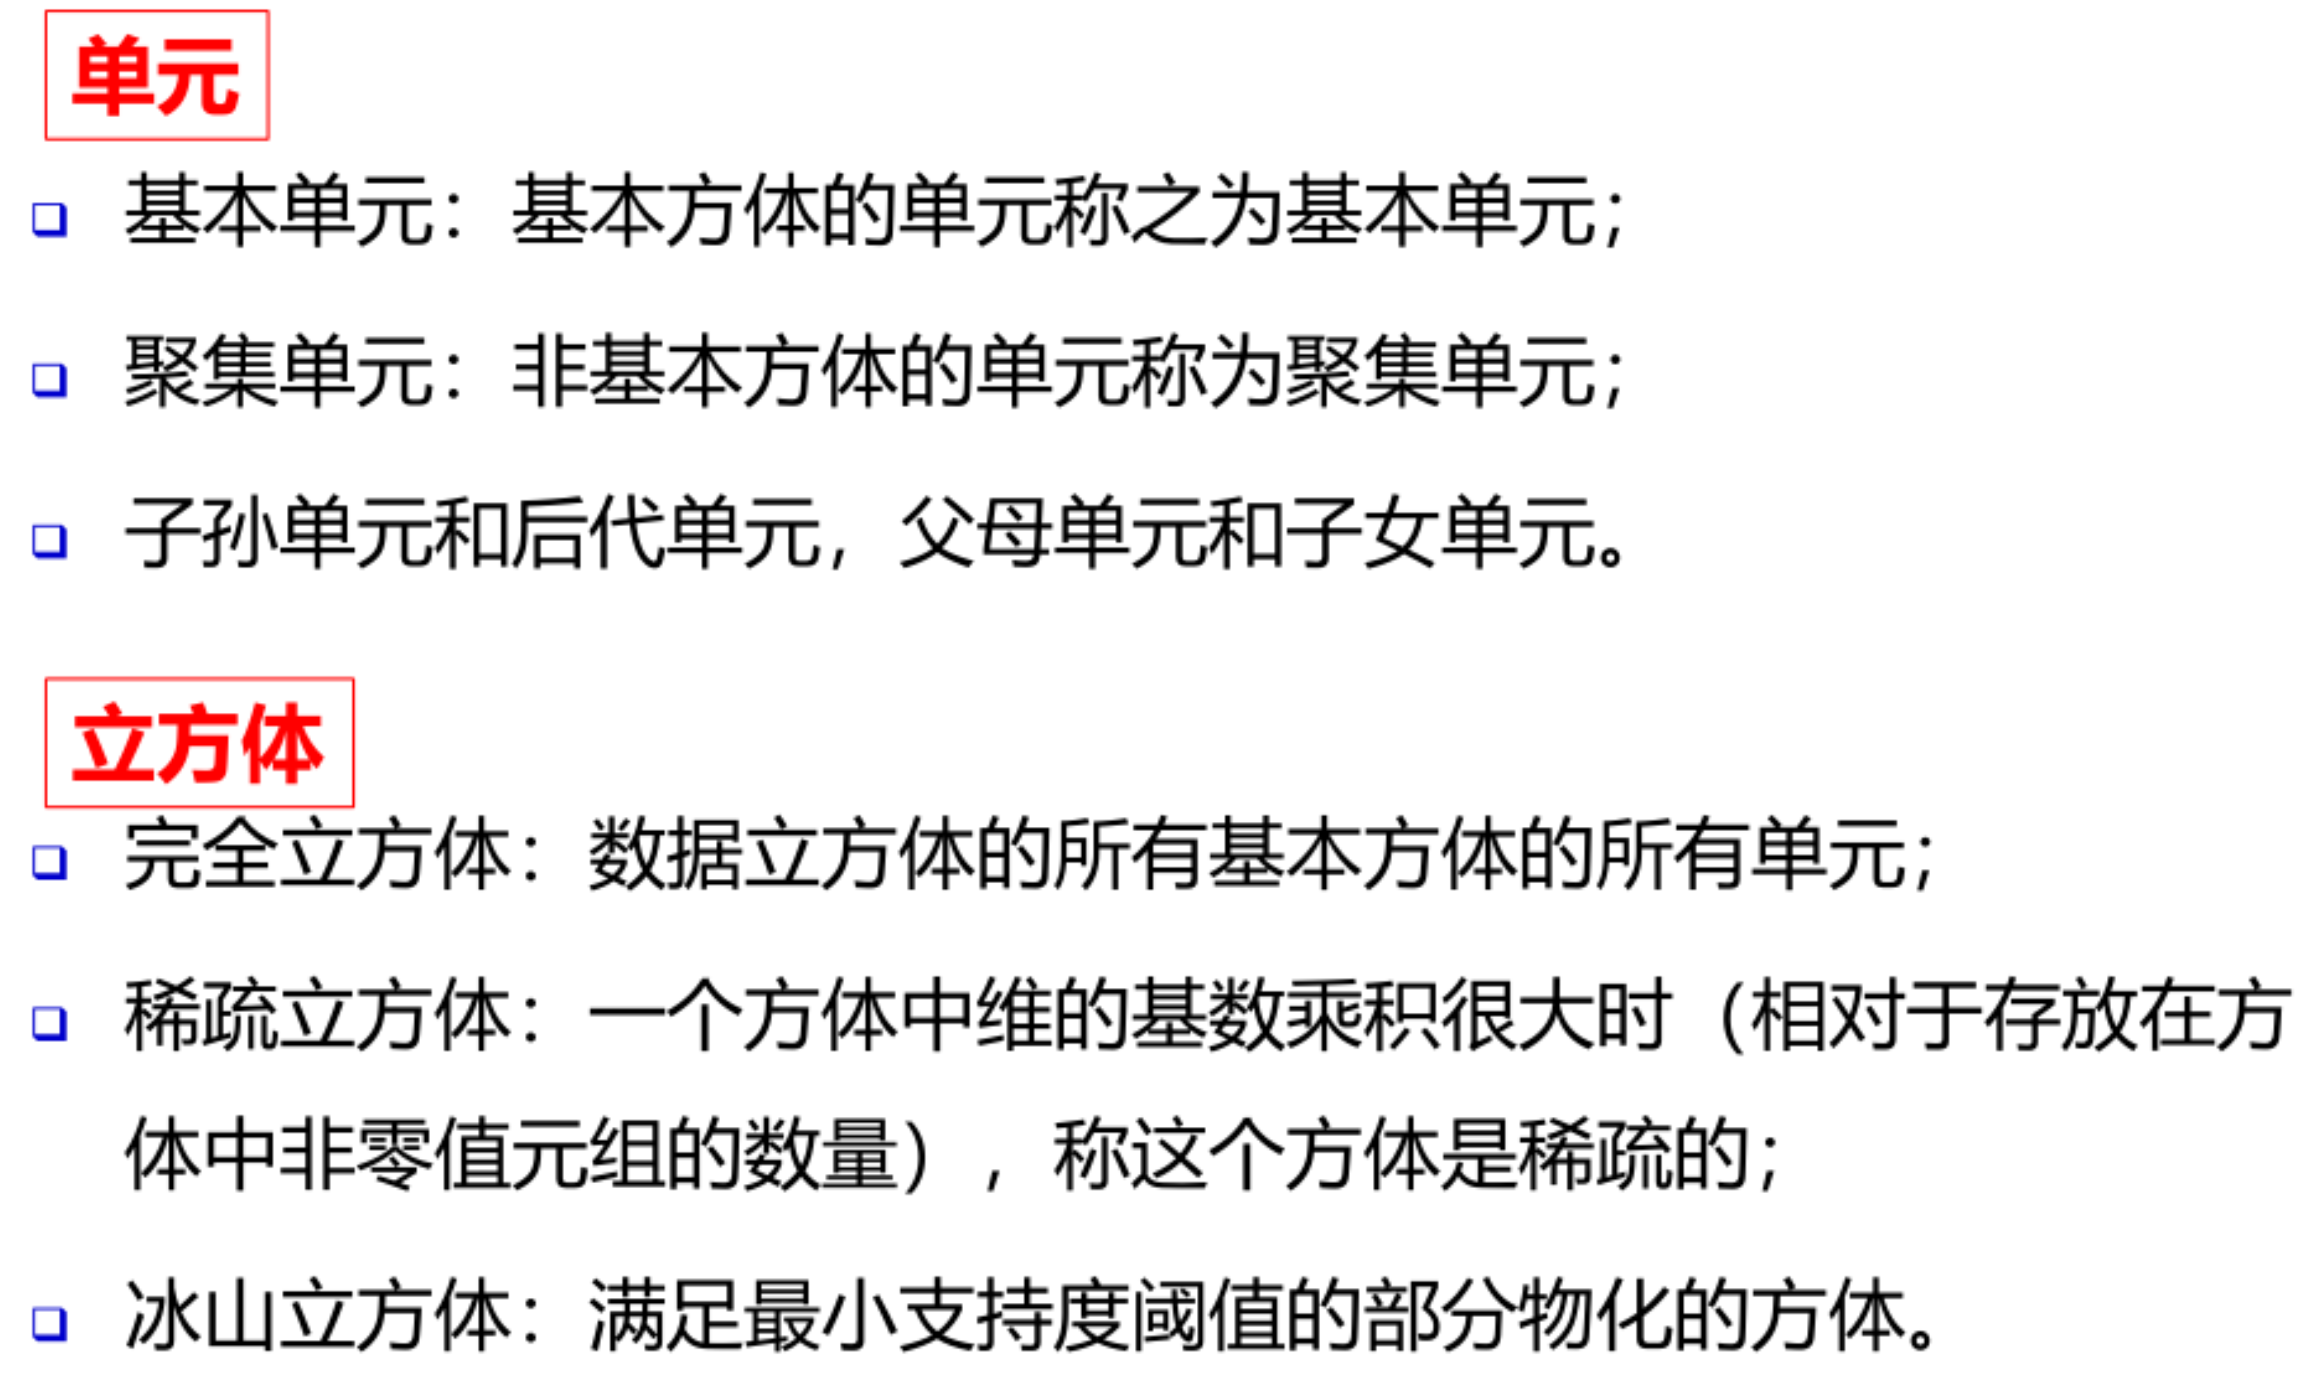 单元
基本单元：基本方体的单元称之为基本单元；
聚集单元：非基本方体的单元称为聚集单元；
子孙单元和后代单元，父母单元和子女单元。
立方体
完全立方体：数据立方体的所有基本方体的所有单元；
稀疏立方体：一个方体中维的基数乘积很大时（相对于存放在方
体中非零值元组的数量），称这个方体是稀疏的；
冰山立方体：满足最小支持度阈值的部分物化的方体。